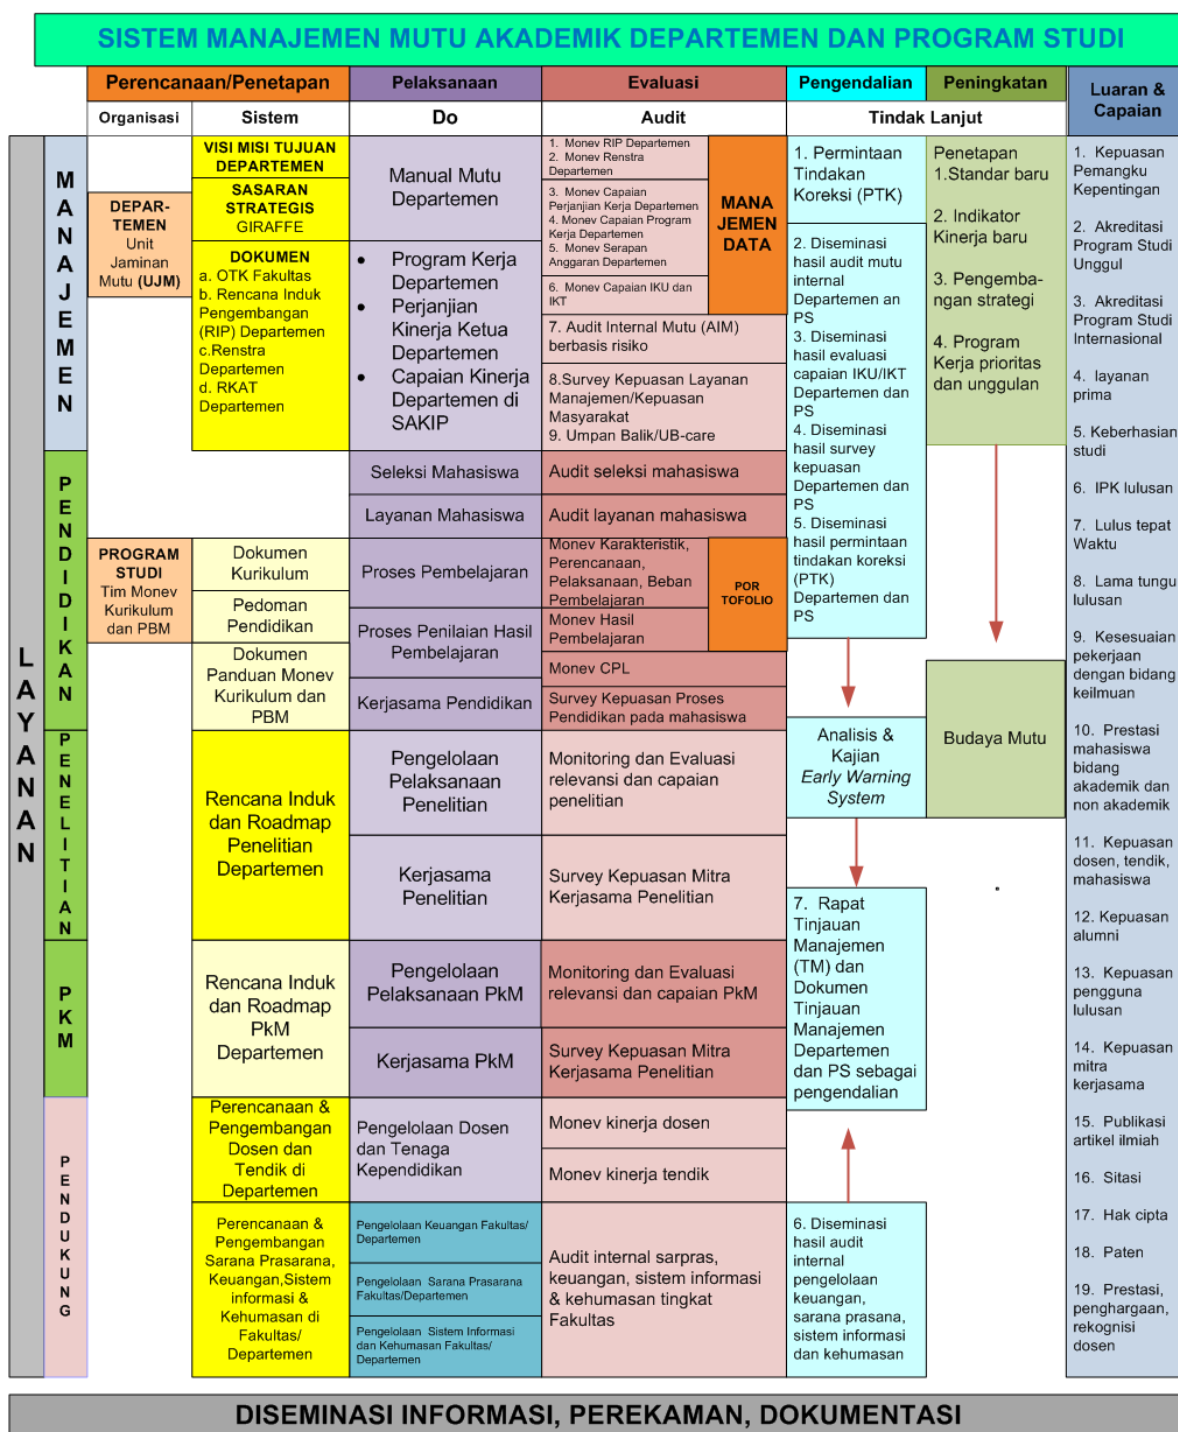 SISTEM MANAJEMEN MUTU AKADEMIK DEPARTEMEN DAN PROGRAM STUDI
Perencanaan/Penetapan
Pelaksanaan
Evaluasi
Pengendalian
Peningkatan
Luaran &
Capaian
Organisasi
Sistem
Do
Audit
Tindak Lanjut
LAYANAN
MANAJEMEN
DEPAR-
TEMEN
Unit
Jaminan
Mutu (UJM)
VISI MISI TUJUAN
DEPARTEMEN
SASARAN
STRATEGIS
GIRAFFE
DOKUMEN
a. OTK Fakultas
b. Rencana Induk
Pengembangan
(RIP) Departemen
c.Renstra
Departemen
d. RKAT
Departemen
Manual Mutu
Departemen
• Program Kerja
Departemen
• Perjanjian
Kinerja Ketua
Departemen
• Capaian Kinerja
Departemen di
SAKIP
1. Monev RIP Departemen
2. Monev Renstra
Departemen
3. Monev Capaian
Perjanjian Kerja Departemen
4. Monev Capaian Program
Kerja Departemen
5. Monev Serapan
Anggaran Departemen
6. Monev Capaian IKU dan
IKT
MANA
JEMEN
DATA
7. Audit Internal Mutu (AIM)
berbasis risiko
8.Survey Kepuasan Layanan
Manajemen/Kepuasan
Masyarakat
9. Umpan Balik/UB-care
1. Permintaan
Tindakan
Koreksi (PTK)
2. Diseminasi
hasil audit mutu
internal
Departemen an
PS
3. Diseminasi
hasil evaluasi
capaian IKU/IKT
Departemen dan
PS
4. Diseminasi
hasil survey
kepuasan
Departemen dan
PS
5. Diseminasi
hasil permintaan
tindakan koreksi
(PTK)
Departemen dan
PS
Penetapan
1.Standar baru
2. Indikator
Kinerja baru
3. Pengemba-
ngan strategi
4. Program
Kerja prioritas
dan unggulan
PENDIDIKAN
PROGRAM
STUDI
Tim Monev
Kurikulum
dan PBM
Dokumen
Kurikulum
Pedoman
Pendidikan
Dokumen
Panduan Monev
Kurikulum dan
PBM
Seleksi Mahasiswa
Layanan Mahasiswa
Proses Pembelajaran
Proses Penilaian Hasil
Pembelajaran
Kerjasama Pendidikan
Audit seleksi mahasiswa
Audit layanan mahasiswa
Monev Karakteristik,
Perencanaan,
Pelaksanaan, Beban
Pembelajaran
Monev Hasil
Pembelajaran
POR
TOFOLIO
Monev CPL
Survey Kepuasan Proses
Pendidikan pada mahasiswa
Analisis &
Kajian
Early Warning
System
Budaya Mutu
PENELITIAN
Rencana Induk
dan Roadmap
Penelitian
Departemen
Pengelolaan
Pelaksanaan
Penelitian
Kerjasama
Penelitian
Monitoring dan Evaluasi
relevansi dan capaian
penelitian
Survey Kepuasan Mitra
Kerjasama Penelitian
7. Rapat
Tinjauan
Manajemen
(TM) dan
Dokumen
Tinjauan
Manajemen
Departemen
dan PS sebagai
pengendalian
PKM
Rencana Induk
dan Roadmap
PkM
Departemen
Pengelolaan
Pelaksanaan PkM
Kerjasama PkM
Monitoring dan Evaluasi
relevansi dan capaian PkM
Survey Kepuasan Mitra
Kerjasama Penelitian
PENDUKUNG
Perencanaan &
Pengembangan
Dosen dan
Tendik di
Departemen
Pengelolaan Dosen
dan Tenaga
Kependidikan
Monev kinerja dosen
Monev kinerja tendik
Perencanaan &
Pengembangan
Sarana Prasarana,
Keuangan,Sistem
informasi &
Kehumasan di
Fakultas/
Departemen
Pengelolaan Keuangan Fakultas/
Departemen
Pengelolaan Sarana Prasarana
Fakultas/Departemen
Pengelolaan Sistem Informasi
dan Kehumasan Fakultas/
Departemen
Audit internal sarpras,
keuangan, sistem informasi
& kehumasan tingkat
Fakultas
6. Diseminasi
hasil audit
internal
pengelolaan
keuangan,
sarana prasana,
sistem informasi
dan kehumasan
1. Kepuasan
Pemangku
Kepentingan
2. Akreditasi
Program Studi
Unggul
3. Akreditasi
Program Studi
Internasional
4. layanan
prima
5. Keberhasian
studi
6. IPK lulusan
7. Lulus tepat
Waktu
8. Lama tungu
lulusan
9. Kesesuaian
pekerjaan
dengan bidang
keilmuan
10. Prestasi
mahasiswa
bidang
akademik dan
non akademik
11. Kepuasan
dosen, tendik,
mahasiswa
12. Kepuasan
alumni
13. Kepuasan
pengguna
lulusan
14. Kepuasan
mitra
kerjasama
15. Publikasi
artikel ilmiah
16. Sitasi
17. Hak cipta
18. Paten
19. Prestasi,
penghargaan,
rekognisi
dosen
DISEMINASI INFORMASI, PEREKAMAN, DOKUMENTASI